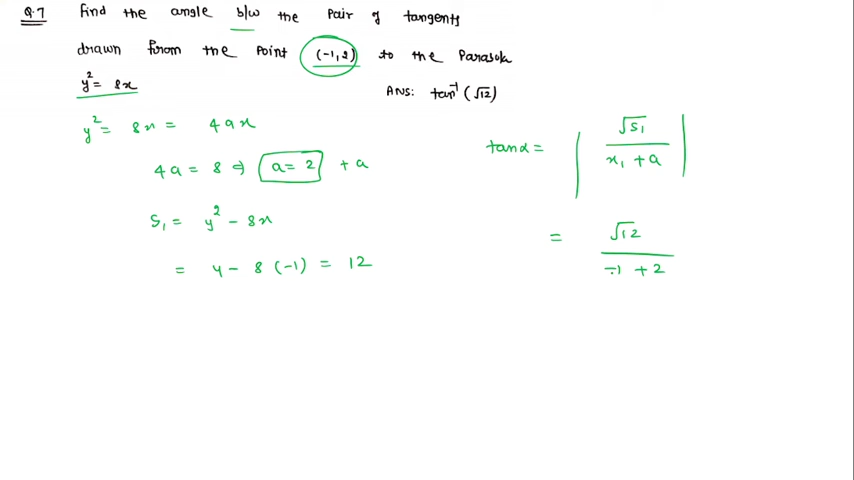 Q.7 Find the angle b/w the pair of tangents
drawn from the point (-1,2) to the Parabola
y² = 8x
ANS: tan⁻¹(√12)
y² = 8x = 4ax
4a = 8 ⇒ a = 2 + a
S₁ = y² - 8x
= 4 - 8(-1) = 12
tanα = | √S₁ / x₁ + a |
= √12 / -1 + 2